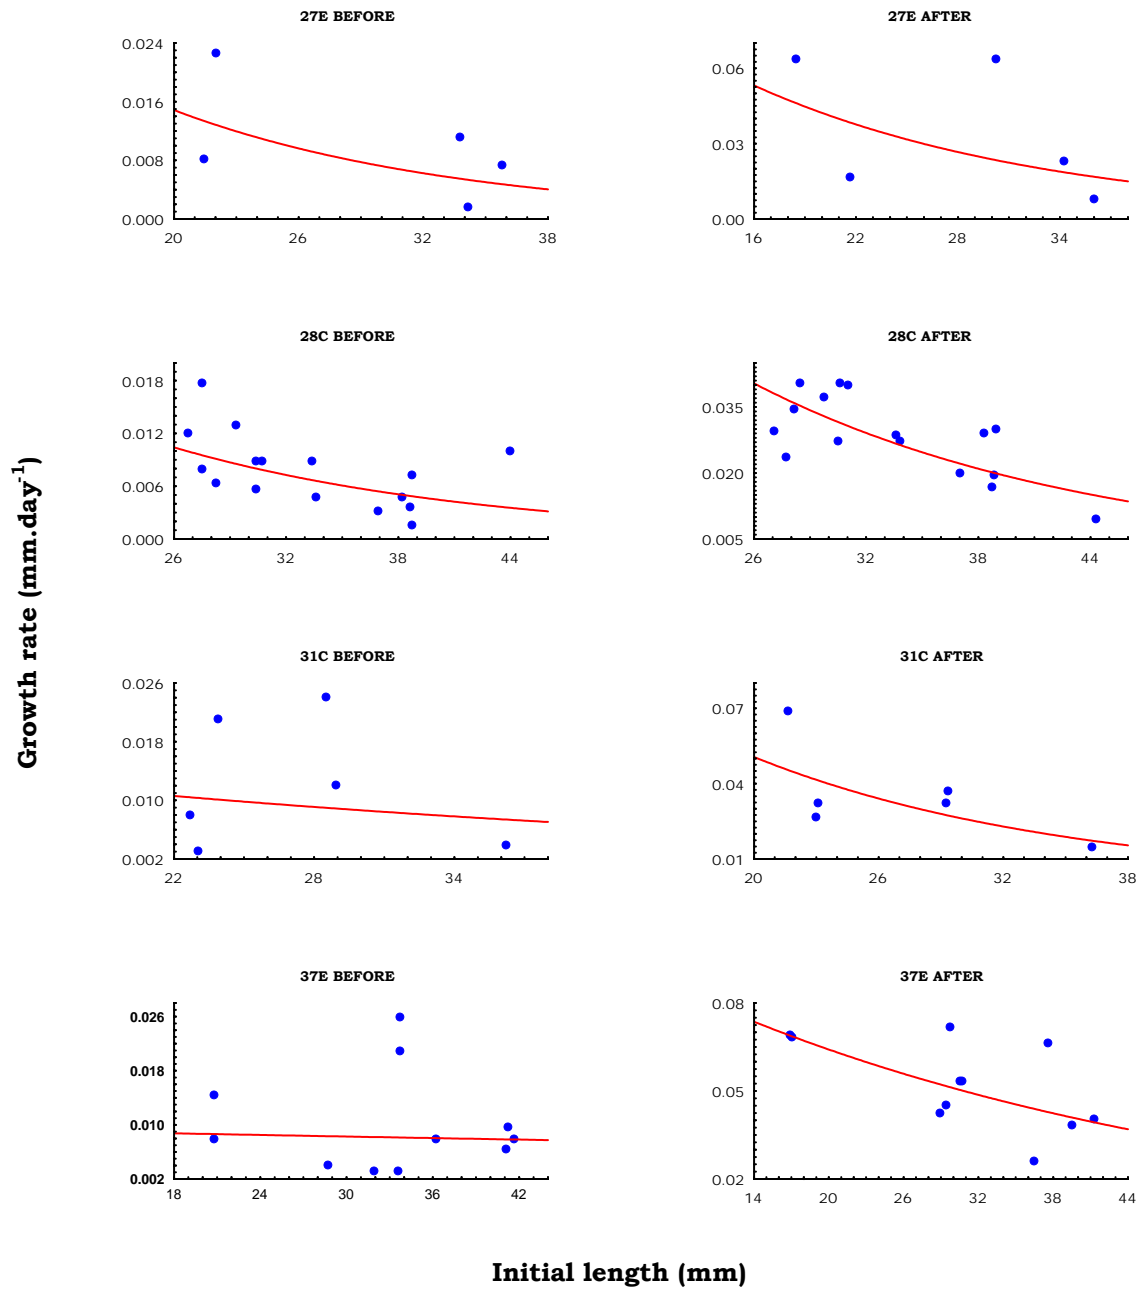 27E BEFORE
0.024
0.016
0.008
0.000
20 26 32 38
27E AFTER
0.06
0.03
0.00
16 22 28 34
28C BEFORE
0.018
0.012
0.006
0.000
26 32 38 44
28C AFTER
0.035
0.020
0.005
26 32 38 44
31C BEFORE
0.026
0.018
0.010
0.002
22 28 34
31C AFTER
0.07
0.04
0.01
20 26 32 38
37E BEFORE
0.026
0.018
0.010
0.002
18 24 30 36 42
37E AFTER
0.08
0.05
0.02
14 20 26 32 38 44
Growth rate (mm.day⁻¹)
Initial length (mm)